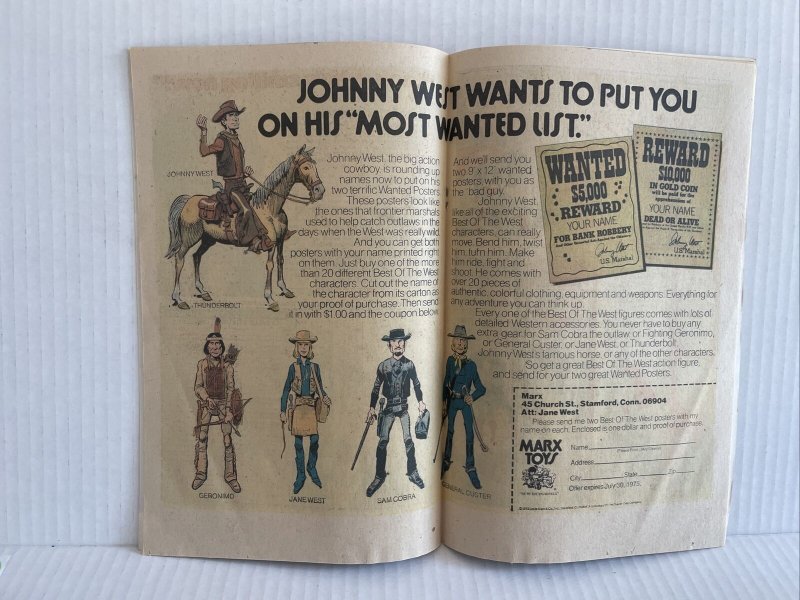 JOHNNY WEST WANTS TO PUT YOU
ON HIS "MOST WANTED LIST."
JOHNNY WEST
THUNDERBOLT
Johnny West, the big action
cowboy, is rounding up
names now to put on his
two terrific Wanted Posters.
These posters look like
the ones that frontier marshals
used to help catch outlaws in the
days when the West was really wild.
And you can get both
posters with your name printed right
on them. Just buy one of the more
than 20 different Best Of The West
characters. Cut out the name of
the character from its carton as
your proof of purchase. Then send
it in with $1.00 and the coupon below.
And we'll send you
two 9" x 12" wanted
posters, with you as
the bad guy.
Johnny West,
like all of the exciting
Best Of The West
characters, can really
move. Bend him, twist
him, turn him. Make
him ride, fight and
shoot. He comes with
over 20 pieces of
authentic, colorful clothing, equipment and weapons. Everything for
any adventure you can think up.
Every one of the Best Of The West figures comes with lots of
detailed Western accessories. You never have to buy any
extra gear for Sam Cobra the outlaw, or Fighting Geronimo,
or General Custer, or Jane West, or Thunderbolt,
Johnny West's famous horse, or any of the other characters.
So get a great Best Of The West action figure,
and send for your two great Wanted Posters.
WANTED
$5,000
REWARD
YOUR NAME
FOR BANK ROBBERY
U.S. Marshal
REWARD
$10,000
IN GOLD COIN
will be paid for the
apprehension of
YOUR NAME
DEAD OR ALIVE
U.S. Marshal
GERONIMO
JANE WEST
SAM COBRA
GENERAL CUSTER
Marx
45 Church St., Stamford, Conn. 06904
Att: Jane West
Please send me two Best Of The West posters with my
name on each. Enclosed is one dollar and proof of purchase.
MARX
TOYS
Name
(Please Print Clearly)
Address
City State Zip
Offer expires July 30, 1975.